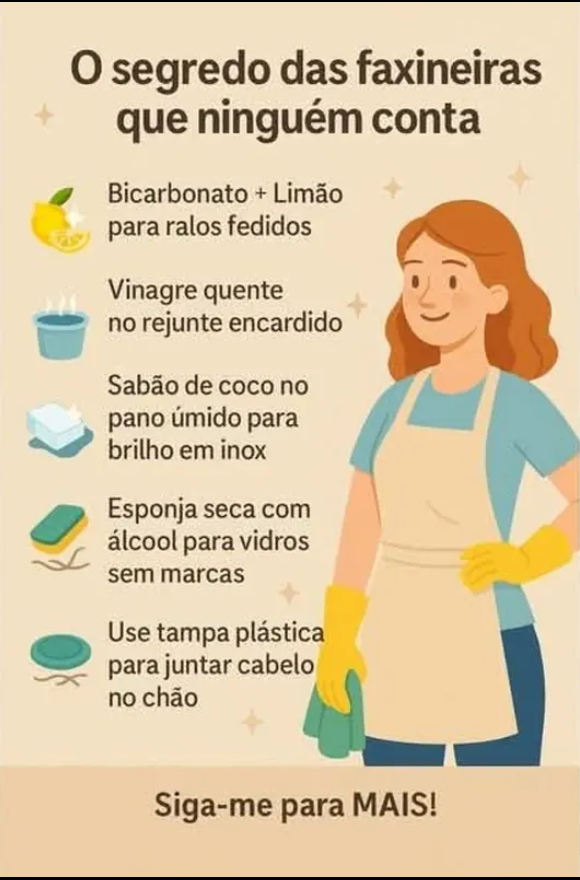 O segredo das faxineiras
que ninguém conta
Bicarbonato + Limão
para ralos fedidos
Vinagre quente
no rejunte encardido
Sabão de coco no
pano úmido para
brilho em inox
Esponja seca com
álcool para vidros
sem marcas
Use tampa plástica
para juntar cabelo
no chão
Siga-me para MAIS!